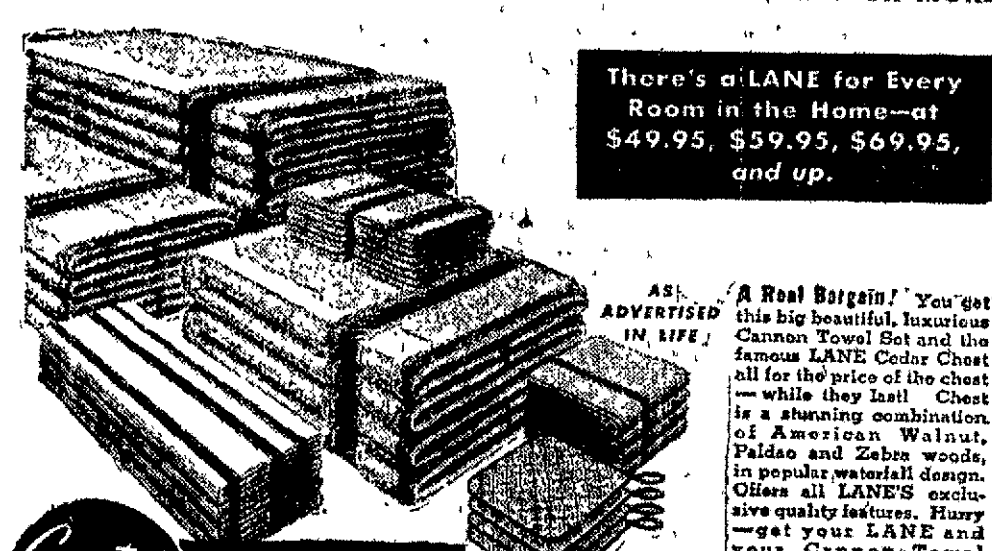 There's a LANE for Every
Room in the Home—at
$49.95, $59.95, $69.95,
and up.
AS
ADVERTISED
IN LIFE
A Real Bargain! You get
this big beautiful, luxurious
Cannon Towel Set and the
famous LANE Cedar Chest
all for the price of the chest
— while they last! Chest
is a stunning combination
of American Walnut,
Paldao and Zebra woods,
in popular waterfall design.
Offers all LANE'S exclu-
sive quality features. Hurry
—get your LANE and
your Cannon Towel